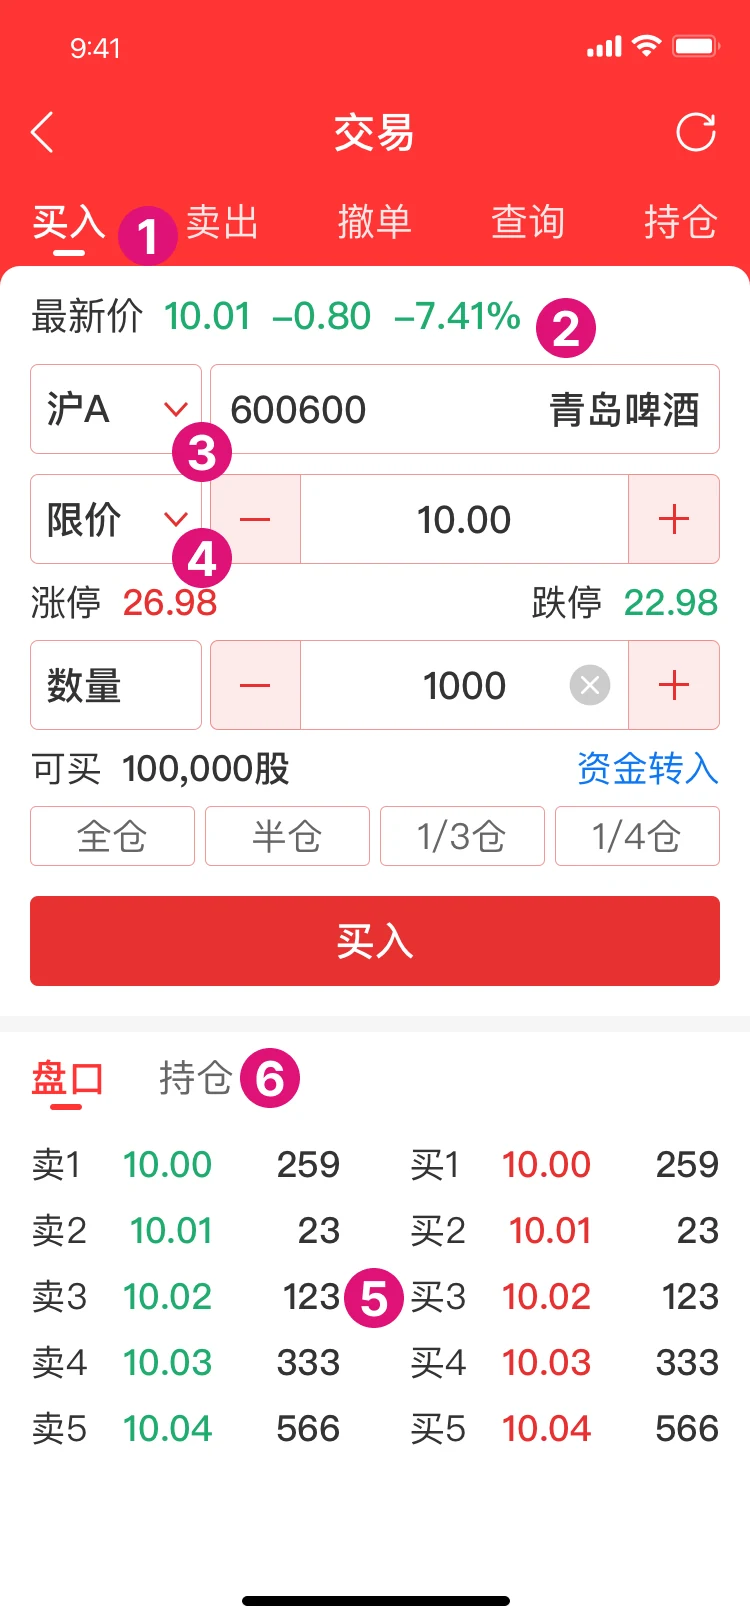 9:41
交易
买入 1 卖出 撤单 查询 持仓
最新价 10.01 -0.80 -7.41% 2
沪A 600600 青岛啤酒
3
限价 10.00
4
涨停 26.98 跌停 22.98
数量 1000
可买 100,000股 资金转入
全仓 半仓 1/3仓 1/4仓
买入
盘口 持仓 6
卖1 10.00 259 买1 10.00 259
卖2 10.01 23 买2 10.01 23
卖3 10.02 123 5 买3 10.02 123
卖4 10.03 333 买4 10.03 333
卖5 10.04 566 买5 10.04 566